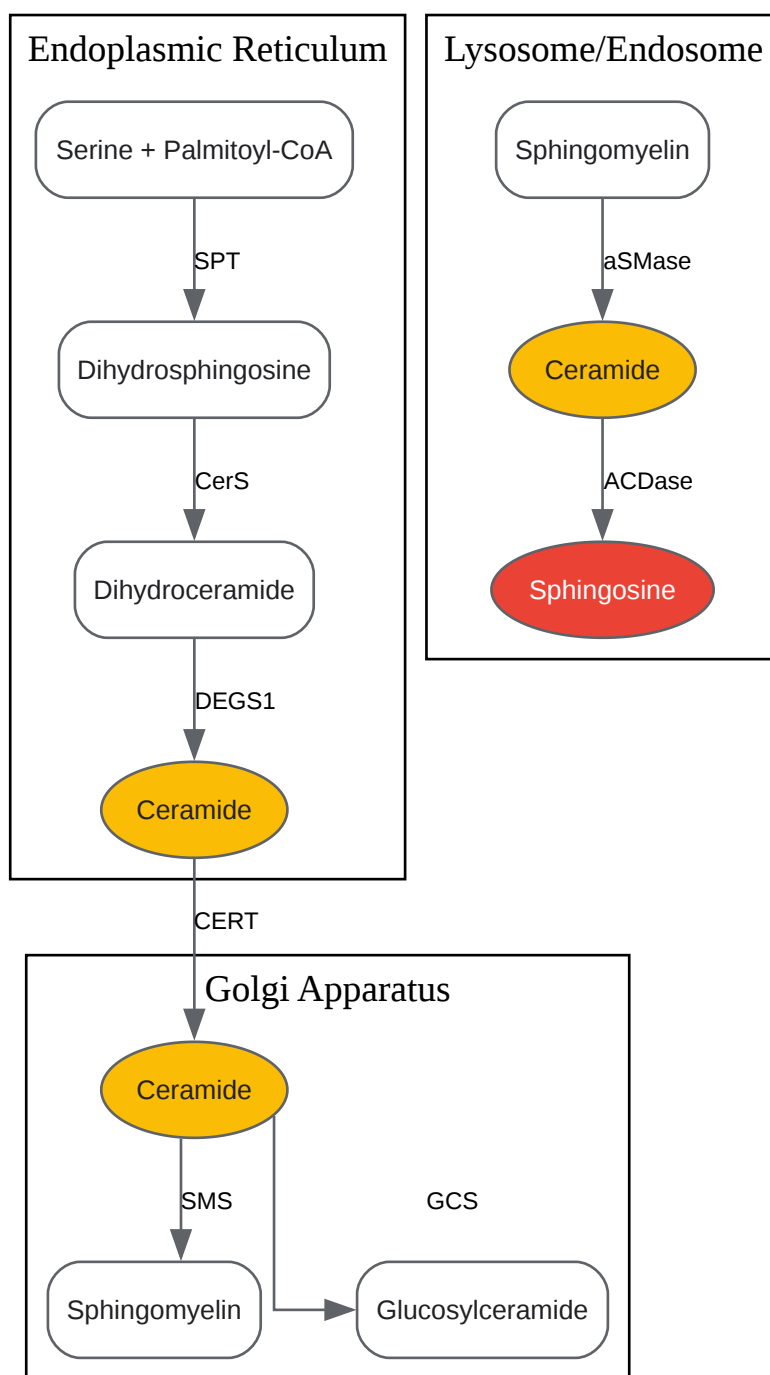 Endoplasmic Reticulum
Serine + Palmitoyl-CoA
SPT
Dihydrosphingosine
CerS
Dihydroceramide
DEGS1
Ceramide
CERT
Lysosome/Endosome
Sphingomyelin
aSMase
Ceramide
ACDase
Sphingosine
Golgi Apparatus
Ceramide
SMS
GCS
Sphingomyelin
Glucosylceramide